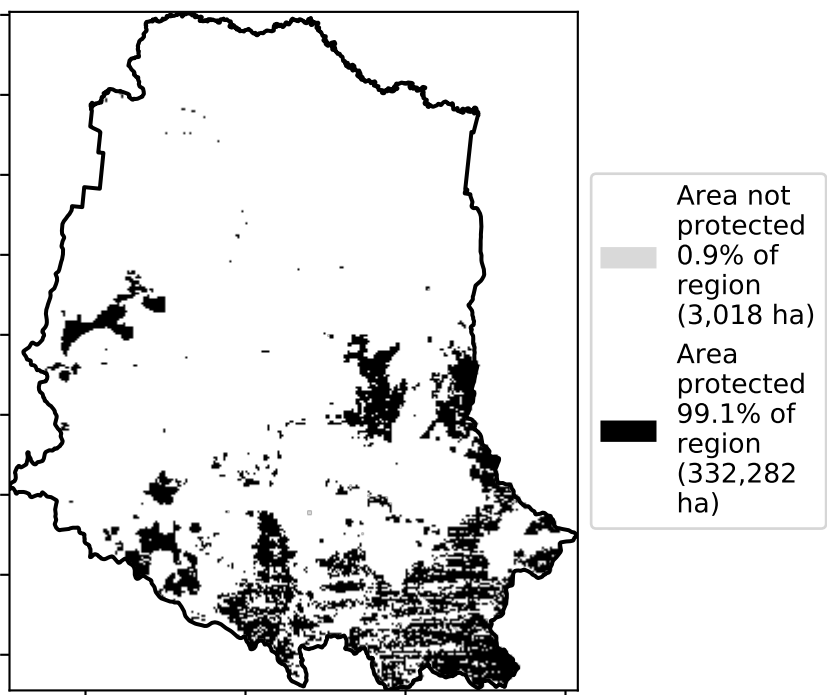 Area not
protected
0.9% of
region
(3,018 ha)
Area
protected
99.1% of
region
(332,282
ha)